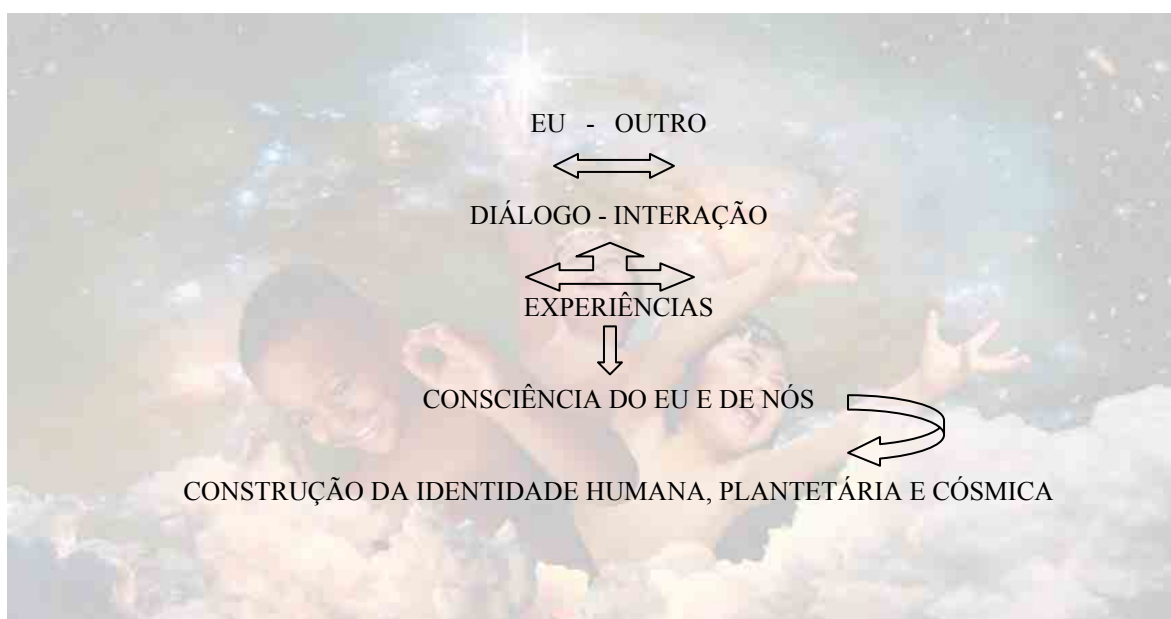 EU - OUTRO
DIÁLOGO - INTERAÇÃO
EXPERIÊNCIAS
CONSCIÊNCIA DO EU E DE NÓS
CONSTRUÇÃO DA IDENTIDADE HUMANA, PLANTETÁRIA E CÓSMICA